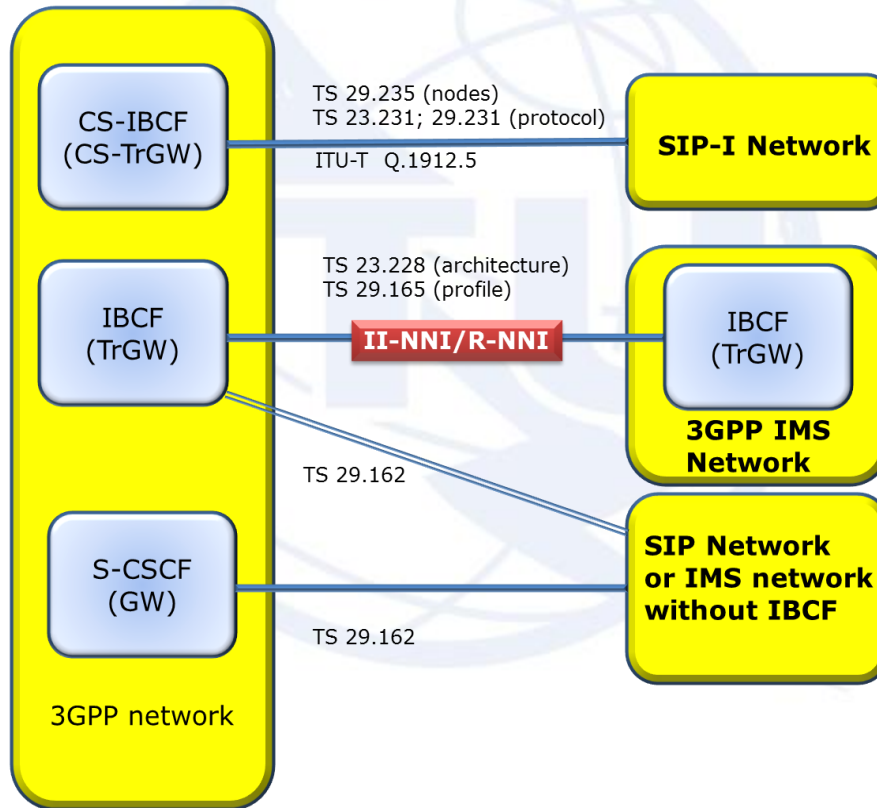 CS-IBCF
(CS-TrGW)
TS 29.235 (nodes)
TS 23.231; 29.231 (protocol)
ITU-T Q.1912.5
SIP-I Network
TS 23.228 (architecture)
TS 29.165 (profile)
IBCF
(TrGW)
II-NNI/R-NNI
IBCF
(TrGW)
3GPP IMS
Network
TS 29.162
S-CSCF
(GW)
SIP Network
or IMS network
without IBCF
TS 29.162
3GPP network
ITU